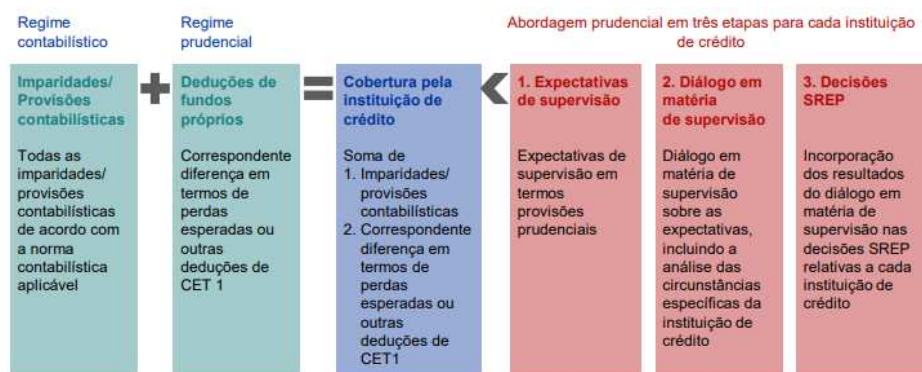 Regime
contabilístico
Regime
prudencial
Abordagem prudencial em três etapas para cada instituição
de crédito
Imparidades/
Provisões
contabilísticas
Todas as
imparidades/
provisões
contabilísticas
de acordo com
a norma
contabilística
aplicável
+
Deduções de
fundos
próprios
Correspondente
diferença em
termos de
perdas
esperadas ou
outras
deduções de
CET 1
=
Cobertura pela
instituição de
crédito
Soma de
1. Imparidades/
provisões
contabilísticas
2. Correspondente
diferença em
termos de
perdas
esperadas ou
outras
deduções de
CET1
<
1. Expectativas
de supervisão
Expectativas de
supervisão em
termos
provisões
prudenciais
2. Diálogo em
matéria
de supervisão
Diálogo em
matéria de
supervisão
sobre as
expectativas,
incluindo a
análise das
circunstâncias
específicas da
instituição de
crédito
3. Decisões
SREP
Incorporação
dos resultados
do diálogo em
matéria de
supervisão nas
decisões SREP
relativas a cada
instituição de
crédito